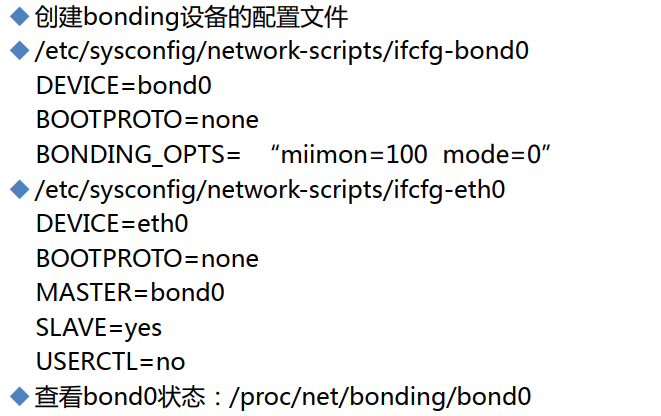 ◆创建bonding设备的配置文件
◆/etc/sysconfig/network-scripts/ifcfg-bond0
DEVICE=bond0
BOOTPROTO=none
BONDING_OPTS= “miimon=100 mode=0”
◆/etc/sysconfig/network-scripts/ifcfg-eth0
DEVICE=eth0
BOOTPROTO=none
MASTER=bond0
SLAVE=yes
USERCTL=no
◆查看bond0状态：/proc/net/bonding/bond0